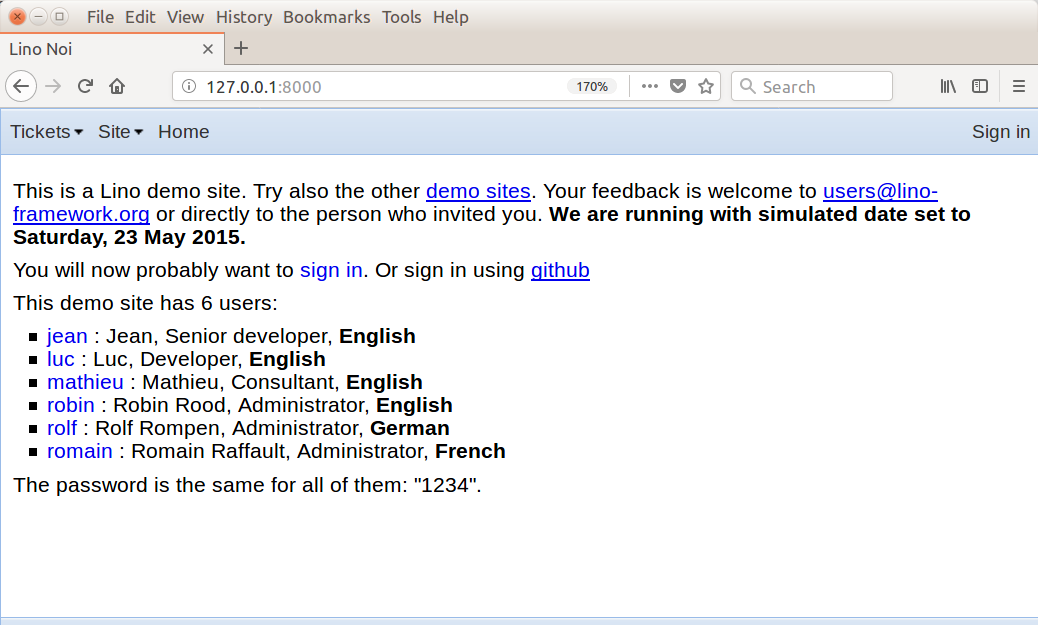 File Edit View History Bookmarks Tools Help
Lino Noi
127.0.0.1:8000 170% Search
Tickets Site Home Sign in
This is a Lino demo site. Try also the other demo sites. Your feedback is welcome to users@lino-
framework.org or directly to the person who invited you. We are running with simulated date set to
Saturday, 23 May 2015.
You will now probably want to sign in. Or sign in using github
This demo site has 6 users:
jean : Jean, Senior developer, English
luc : Luc, Developer, English
mathieu : Mathieu, Consultant, English
robin : Robin Rood, Administrator, English
rolf : Rolf Rompen, Administrator, German
romain : Romain Raffault, Administrator, French
The password is the same for all of them: "1234".